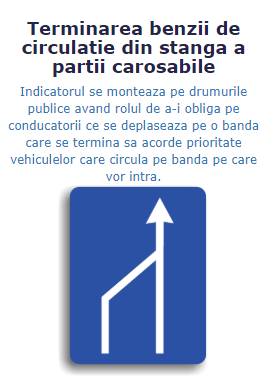 Terminarea benzii de
circulatie din stanga a
partii carosabile
Indicatorul se monteaza pe drumurile
publice avand rolul de a-i obliga pe
conducatorii ce se deplaseaza pe o banda
care se termina sa acorde prioritate
vehiculelor care circula pe banda pe care
vor intra.